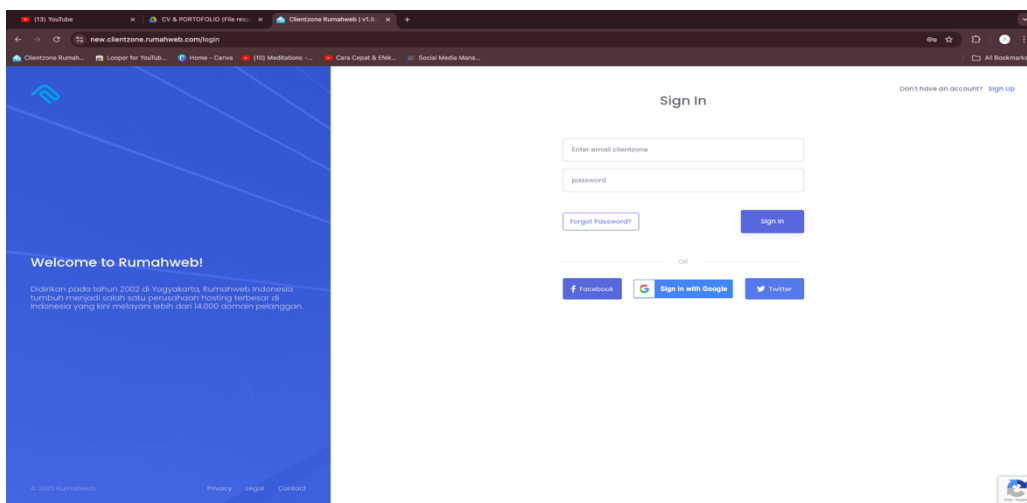 (13) YouTube
CV & PORTOFOLIO (File resp
Clientzone Rumahweb | v1.0.
new.clientzone.rumahweb.com/login
Clientzone Rumah...
Looper for YouTub...
Home - Canva
(10) Meditations -...
Cara Cepat & Efek...
Social Media Mana...
All Bookmarks
Don't have an account? Sign Up
Sign In
Enter email clientzone
password
Forgot Password?
Sign In
OR
Facebook
Sign in with Google
Twitter
Welcome to Rumahweb!
Didirikan pada tahun 2002 di Yogyakarta, Rumahweb Indonesia
tumbuh menjadi salah satu perusahaan hosting terbesar di
Indonesia yang kini melayani lebih dari 14.000 domain pelanggan.
© 2020 Rumahweb
Privacy
Legal
Contact